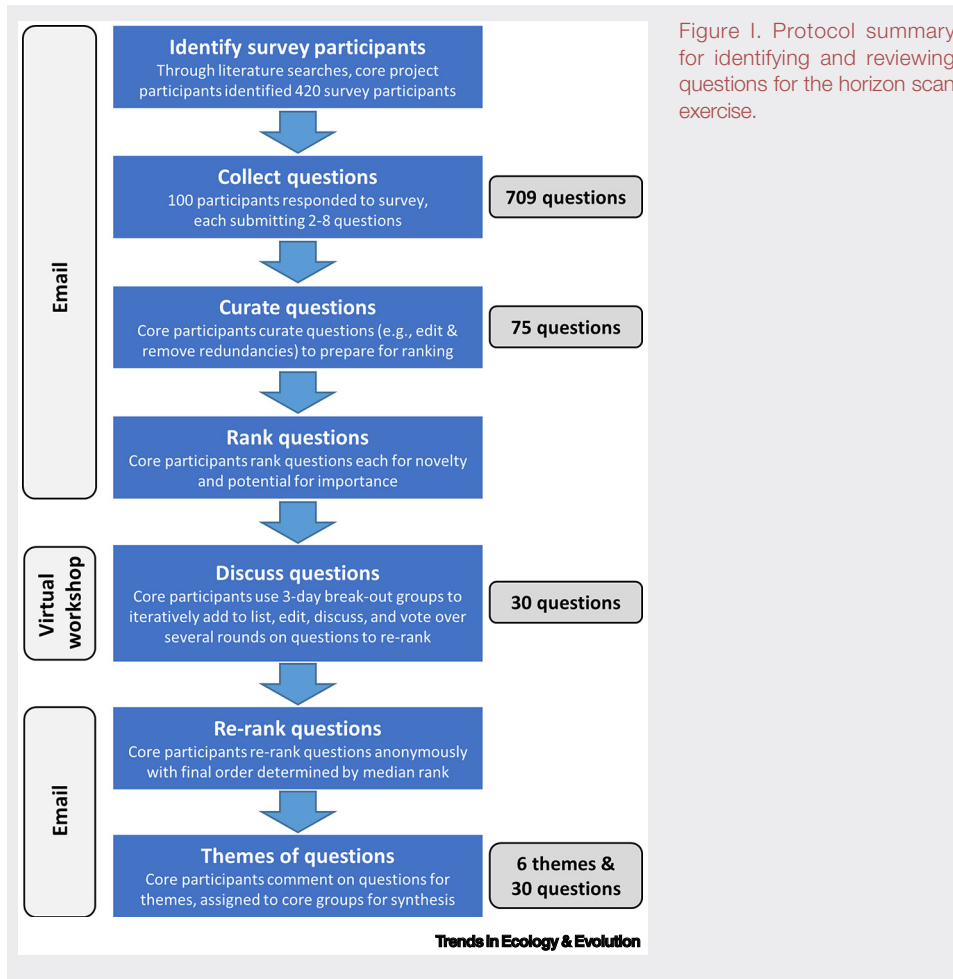 Figure I. Protocol summary
for identifying and reviewing
questions for the horizon scan
exercise.
Email
Identify survey participants
Through literature searches, core project
participants identified 420 survey participants
Collect questions
100 participants responded to survey,
each submitting 2-8 questions
709 questions
Curate questions
Core participants curate questions (e.g., edit &
remove redundancies) to prepare for ranking
75 questions
Rank questions
Core participants rank questions each for novelty
and potential for importance
Virtual
workshop
Discuss questions
Core participants use 3-day break-out groups to
iteratively add to list, edit, discuss, and vote over
several rounds on questions to re-rank
30 questions
Email
Re-rank questions
Core participants re-rank questions anonymously
with final order determined by median rank
Themes of questions
Core participants comment on questions for
themes, assigned to core groups for synthesis
6 themes &
30 questions
Trends in Ecology & Evolution